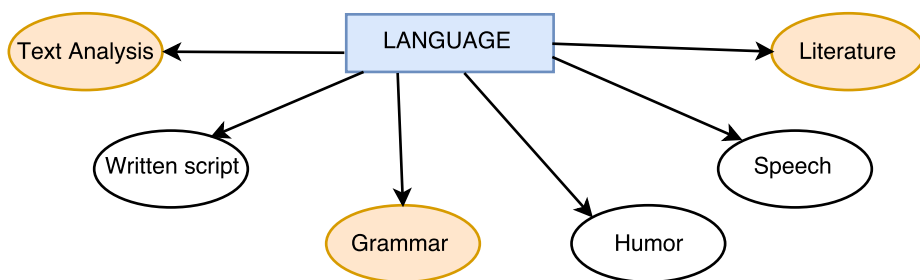 LANGUAGE
Text Analysis
Literature
Written script
Speech
Grammar
Humor